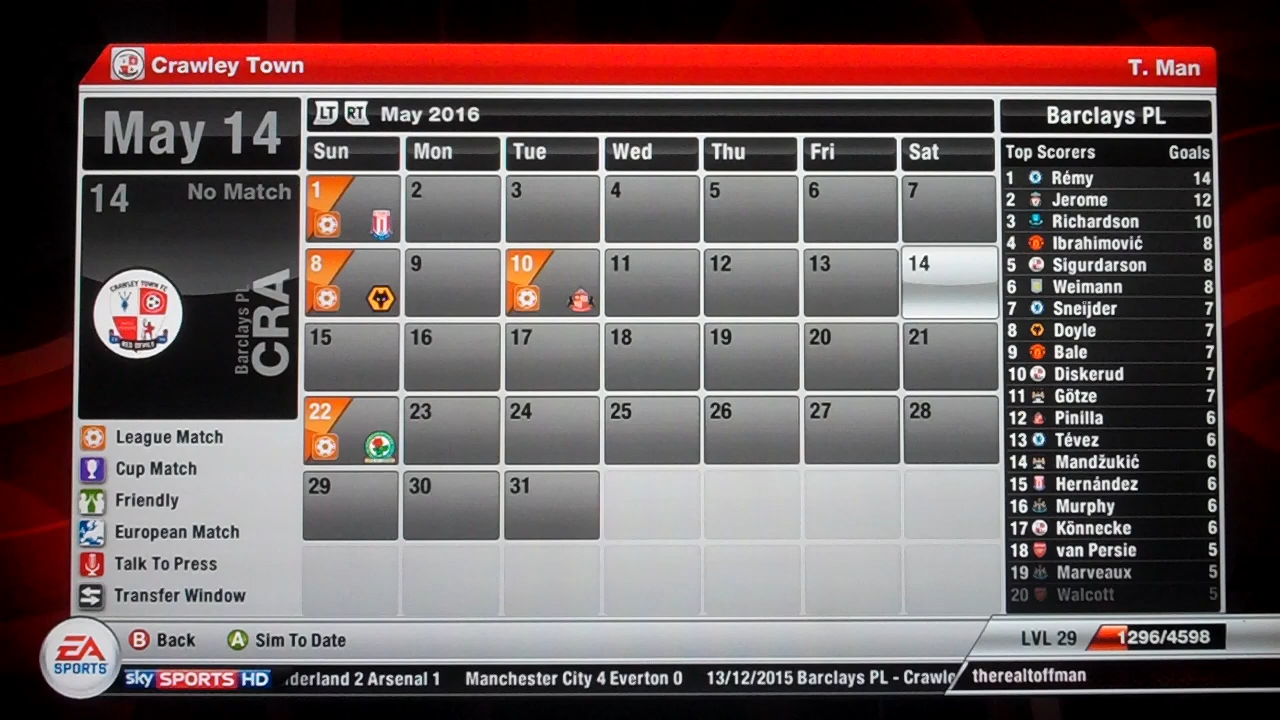 Crawley Town
T. Man
May 14
LT RT May 2016
Barclays PL
14 No Match
CRAWLEY TOWN FC
RED DEVILS
Barclays PL
CRA
Sun Mon Tue Wed Thu Fri Sat
1 2 3 4 5 6 7
8 9 10 11 12 13 14
15 16 17 18 19 20 21
22 23 24 25 26 27 28
29 30 31
Top Scorers Goals
1 Rémy 14
2 Jerome 12
3 Richardson 10
4 Ibrahimović 8
5 Sigurdarson 8
6 Weimann 8
7 Sneijder 7
8 Doyle 7
9 Bale 7
10 Diskerud 7
11 Götze 7
12 Pinilla 6
13 Tévez 6
14 Mandžukić 6
15 Hernández 6
16 Murphy 6
17 Könnecke 6
18 van Persie 5
19 Marveaux 5
20 Walcott 5
League Match
Cup Match
Friendly
European Match
Talk To Press
Transfer Window
B Back A Sim To Date
LVL 29 1296/4598
EA
SPORTS
sky SPORTS HD derland 2 Arsenal 1 Manchester City 4 Everton 0 13/12/2015 Barclays PL - Crawle
therealtoffman